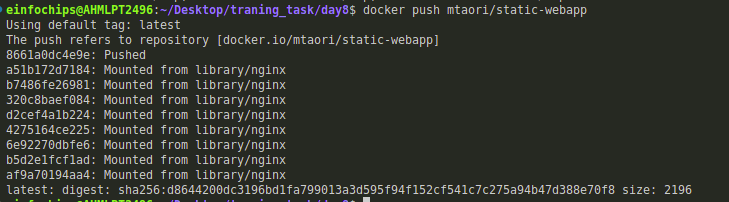 einfochips@AHMLPT2496:~/Desktop/traning_task/day8$ docker push mtaori/static-webapp
Using default tag: latest
The push refers to repository [docker.io/mtaori/static-webapp]
8661a0dc4e9e: Pushed
a51b172d7184: Mounted from library/nginx
b7486fe26981: Mounted from library/nginx
320c8baef084: Mounted from library/nginx
d2cef4a1b224: Mounted from library/nginx
4275164ce225: Mounted from library/nginx
6e92270dbfe6: Mounted from library/nginx
b5d2e1fcf1ad: Mounted from library/nginx
af9a70194aa4: Mounted from library/nginx
latest: digest: sha256:d8644200dc3196bd1fa799013a3d595f94f152cf541c7c275a94b47d388e70f8 size: 2196